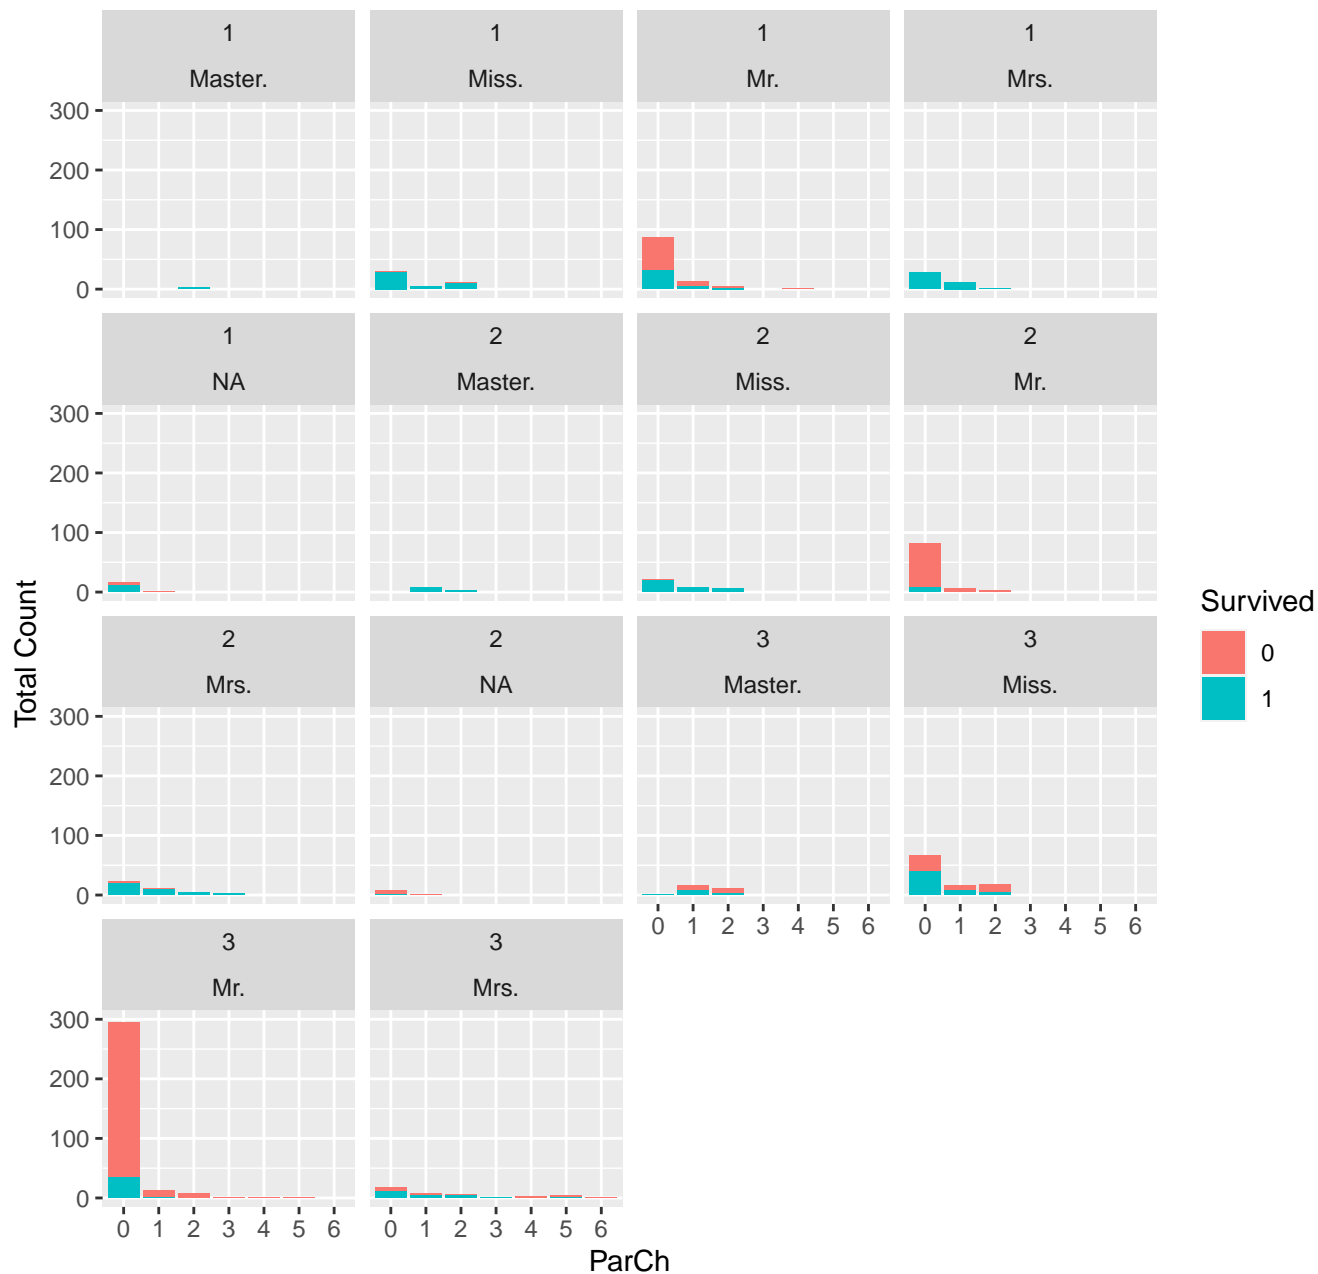 1 1 1 1
Master. Miss. Mr. Mrs.
300
200
100
0
1 2 2 2
NA Master. Miss. Mr.
300
200
100
0
2 2 3 3
Mrs. NA Master. Miss.
300
200
100
0
0 1 2 3 4 5 6 0 1 2 3 4 5 6
3 3
Mr. Mrs.
300
200
100
0
0 1 2 3 4 5 6 0 1 2 3 4 5 6
ParCh
Total Count
Survived
0
1